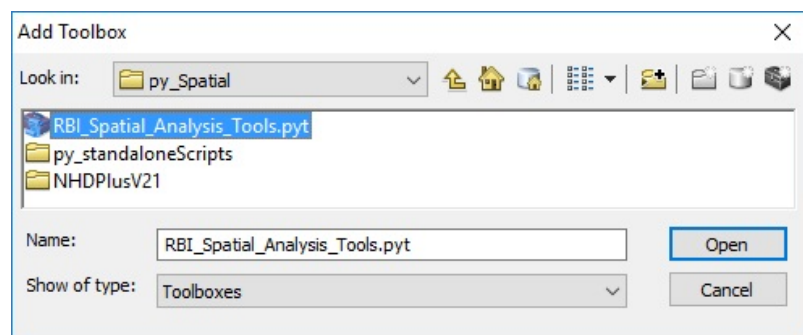 Add Toolbox
Look in: py_Spatial
RBI_Spatial_Analysis_Tools.pyt
py_standaloneScripts
NHDPlusV21
Name: RBI_Spatial_Analysis_Tools.pyt Open
Show of type: Toolboxes Cancel